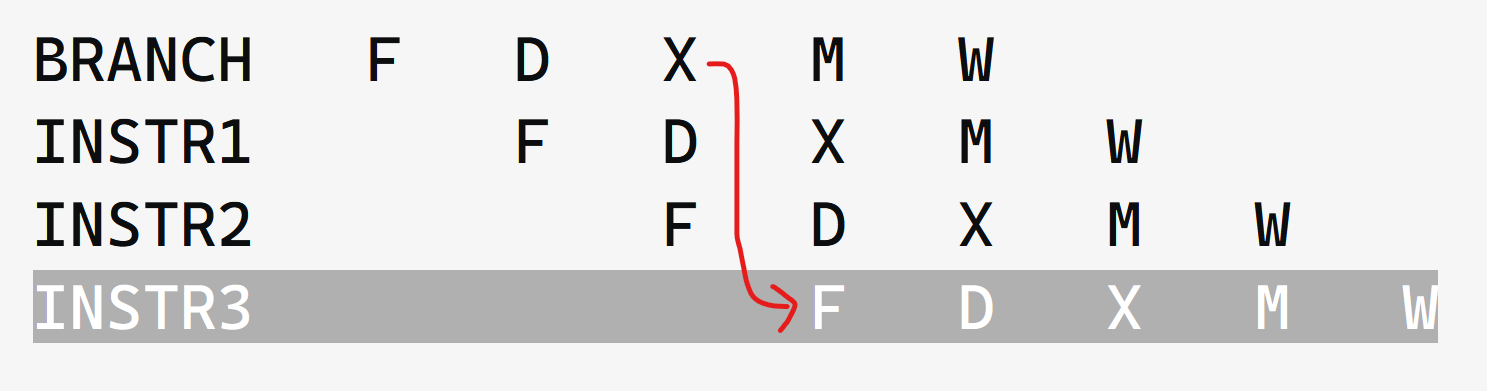 BRANCH F D X M W
INSTR1 F D X M W
INSTR2 F D X M W
INSTR3 F D X M W